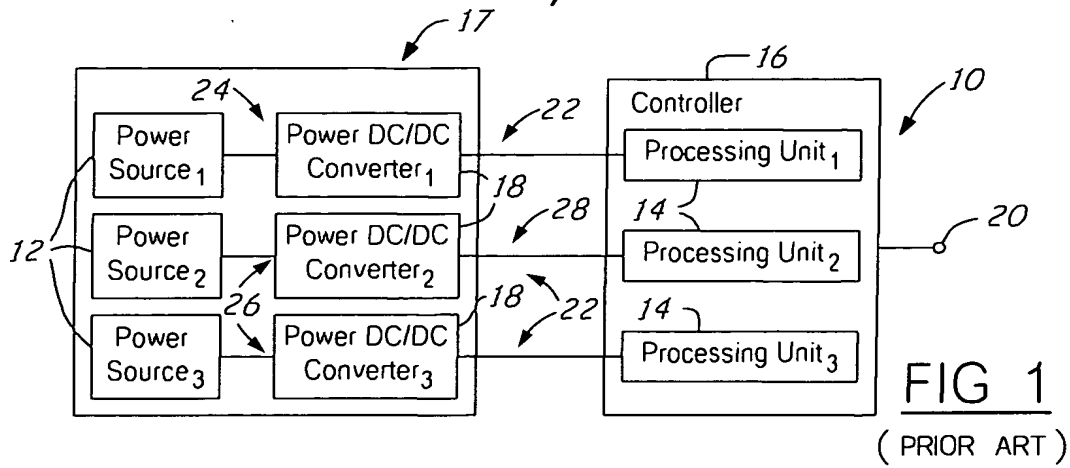 17
16
10
24
22
Controller
Power
Source1
Power DC/DC
Converter1
Processing Unit1
18
14
12
Power
Source2
Power DC/DC
Converter2
28
Processing Unit2
20
26
18
22
14
Power
Source3
Power DC/DC
Converter3
22
Processing Unit3
FIG 1
(PRIOR ART)